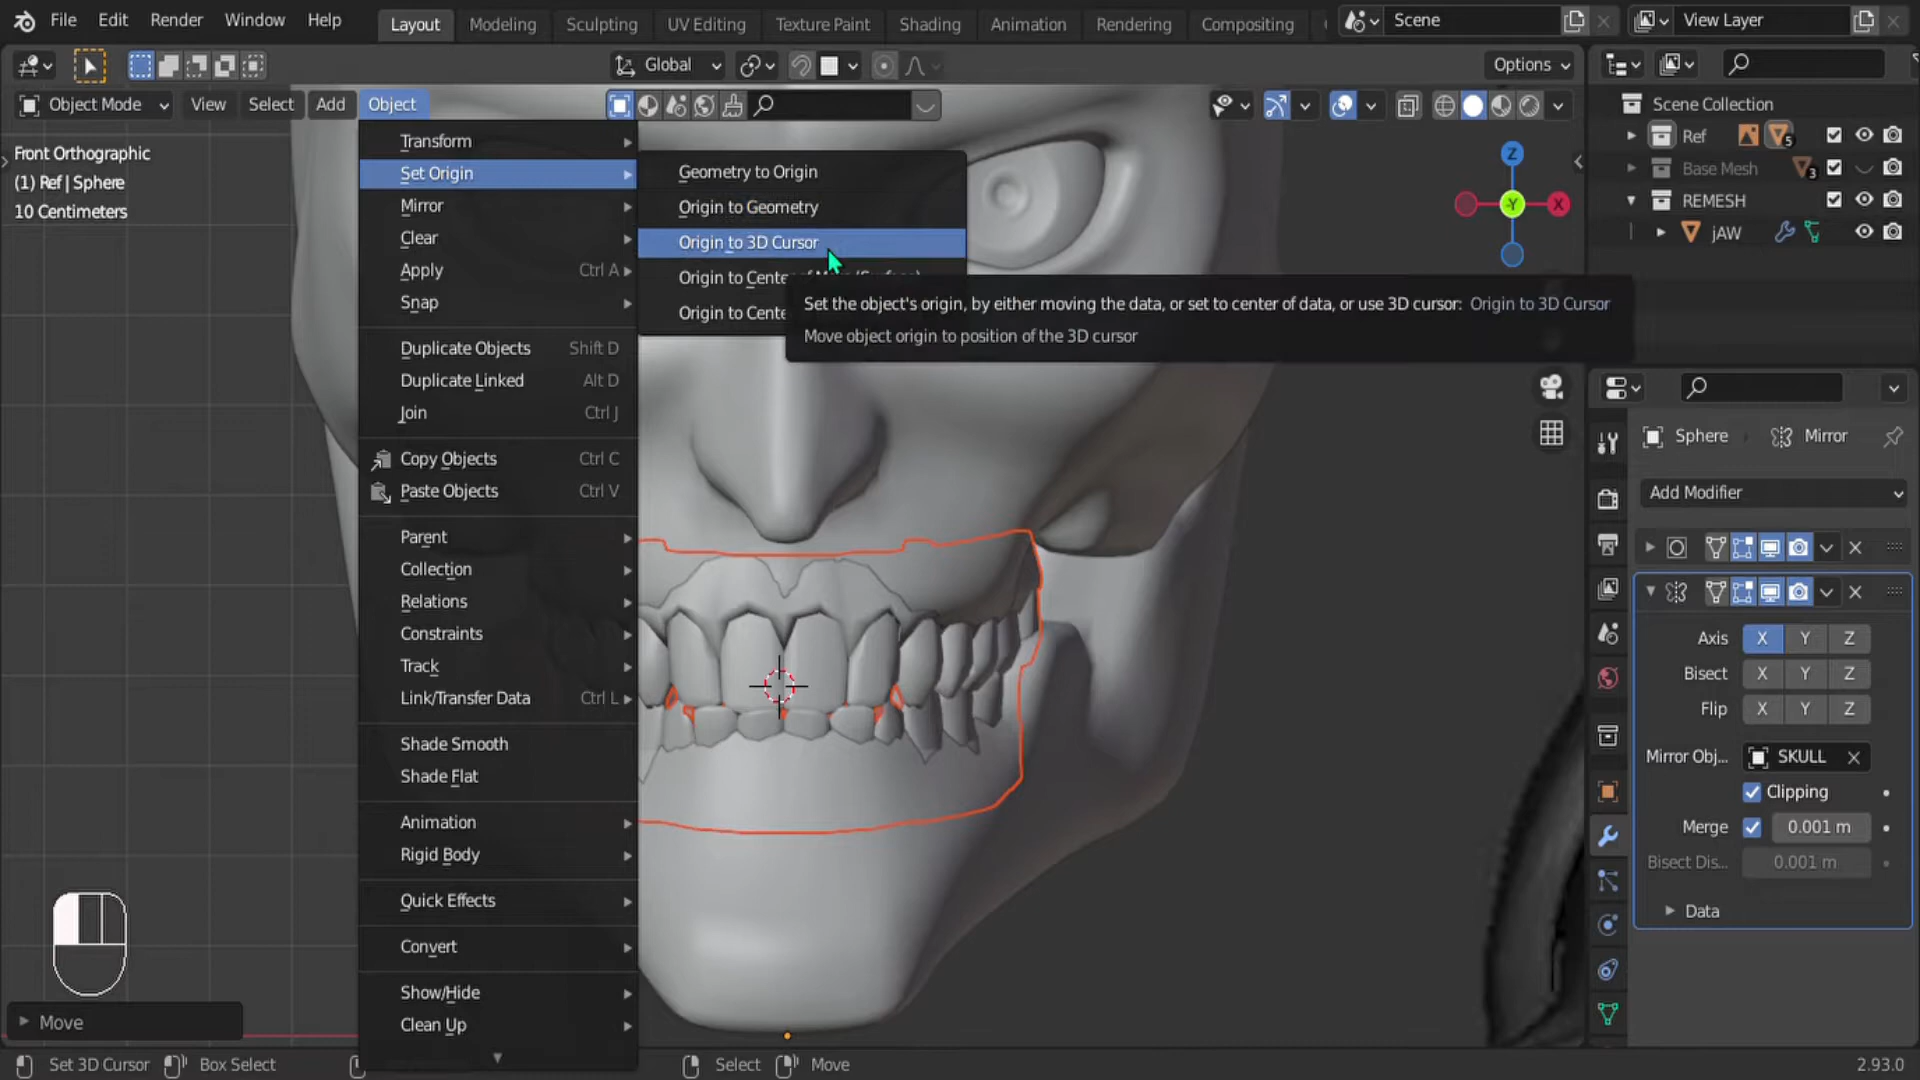 File Edit Render Window Help Layout Modeling Sculpting UV Editing Texture Paint Shading Animation Rendering Compositing Scene View Layer
Global Options
Object Mode View Select Add Object
Front Orthographic
(1) Ref | Sphere
10 Centimeters
Transform
Set Origin
Mirror
Clear
Apply Ctrl A
Snap
Duplicate Objects Shift D
Duplicate Linked Alt D
Join Ctrl J
Copy Objects Ctrl C
Paste Objects Ctrl V
Parent
Collection
Relations
Constraints
Track
Link/Transfer Data Ctrl L
Shade Smooth
Shade Flat
Animation
Rigid Body
Quick Effects
Convert
Show/Hide
Clean Up
Geometry to Origin
Origin to Geometry
Origin to 3D Cursor
Origin to Cente
Origin to Cente
Set the object's origin, by either moving the data, or set to center of data, or use 3D cursor: Origin to 3D Cursor
Move object origin to position of the 3D cursor
Z
-Y
X
Scene Collection
Ref 5
Base Mesh 3
REMESH
jAW
Sphere Mirror
Add Modifier
Axis X Y Z
Bisect X Y Z
Flip X Y Z
Mirror Obj... SKULL
Clipping
Merge 0.001 m
Bisect Dis... 0.001 m
Data
Move
Set 3D Cursor Box Select Select Move 2.93.0